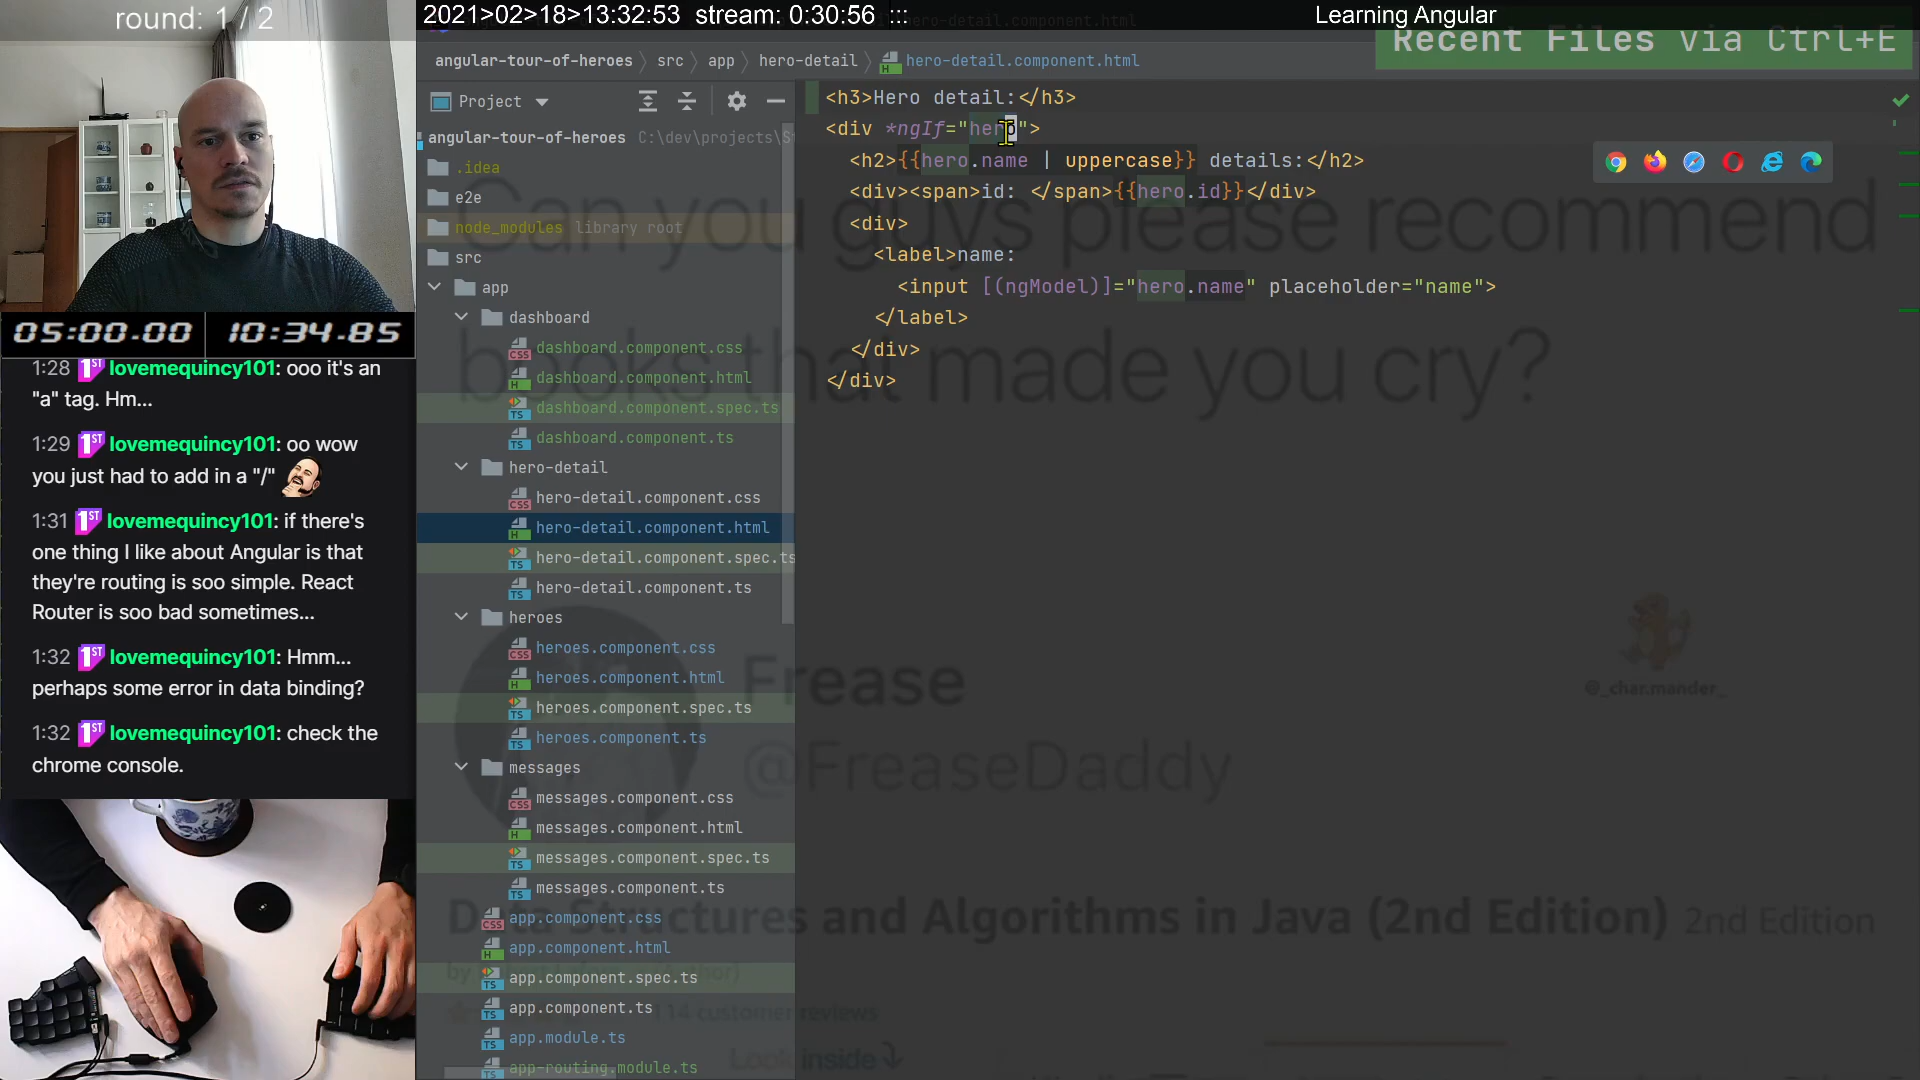 round: 1 / 2
2021>02>18>13:32:53 stream: 0:30:56 :::
Learning Angular
Recent Files via Ctrl+E
angular-tour-of-heroes src app hero-detail hero-detail.component.html
Project
angular-tour-of-heroes C:\dev\projects\
.idea
e2e
node_modules library root
src
app
dashboard
dashboard.component.css
dashboard.component.html
dashboard.component.spec.ts
dashboard.component.ts
hero-detail
hero-detail.component.css
hero-detail.component.html
hero-detail.component.spec.ts
hero-detail.component.ts
heroes
heroes.component.css
heroes.component.html
heroes.component.spec.ts
heroes.component.ts
messages
messages.component.css
messages.component.html
messages.component.spec.ts
messages.component.ts
app.component.css
app.component.html
app.component.spec.ts
app.component.ts
app.module.ts
app-routing.module.ts
<h3>Hero detail:</h3>
<div *ngIf="hero">
<h2>{{hero.name | uppercase}} details:</h2>
<div><span>id: </span>{{hero.id}}</div>
<div>
<label>name:
<input [(ngModel)]="hero.name" placeholder="name">
</label>
</div>
</div>
Can you guys please recommend
books that made you cry?
Frease
@FreaseDaddy
@_char.mander_
Data Structures and Algorithms in Java (2nd Edition) 2nd Edition
114 customer reviews
Look inside
05:00.00 10:34.85
1:28 1ST lovemequincy101: ooo it's an
"a" tag. Hm...
1:29 1ST lovemequincy101: oo wow
you just had to add in a "/"
1:31 1ST lovemequincy101: if there's
one thing I like about Angular is that
they're routing is soo simple. React
Router is soo bad sometimes...
1:32 1ST lovemequincy101: Hmm...
perhaps some error in data binding?
1:32 1ST lovemequincy101: check the
chrome console.